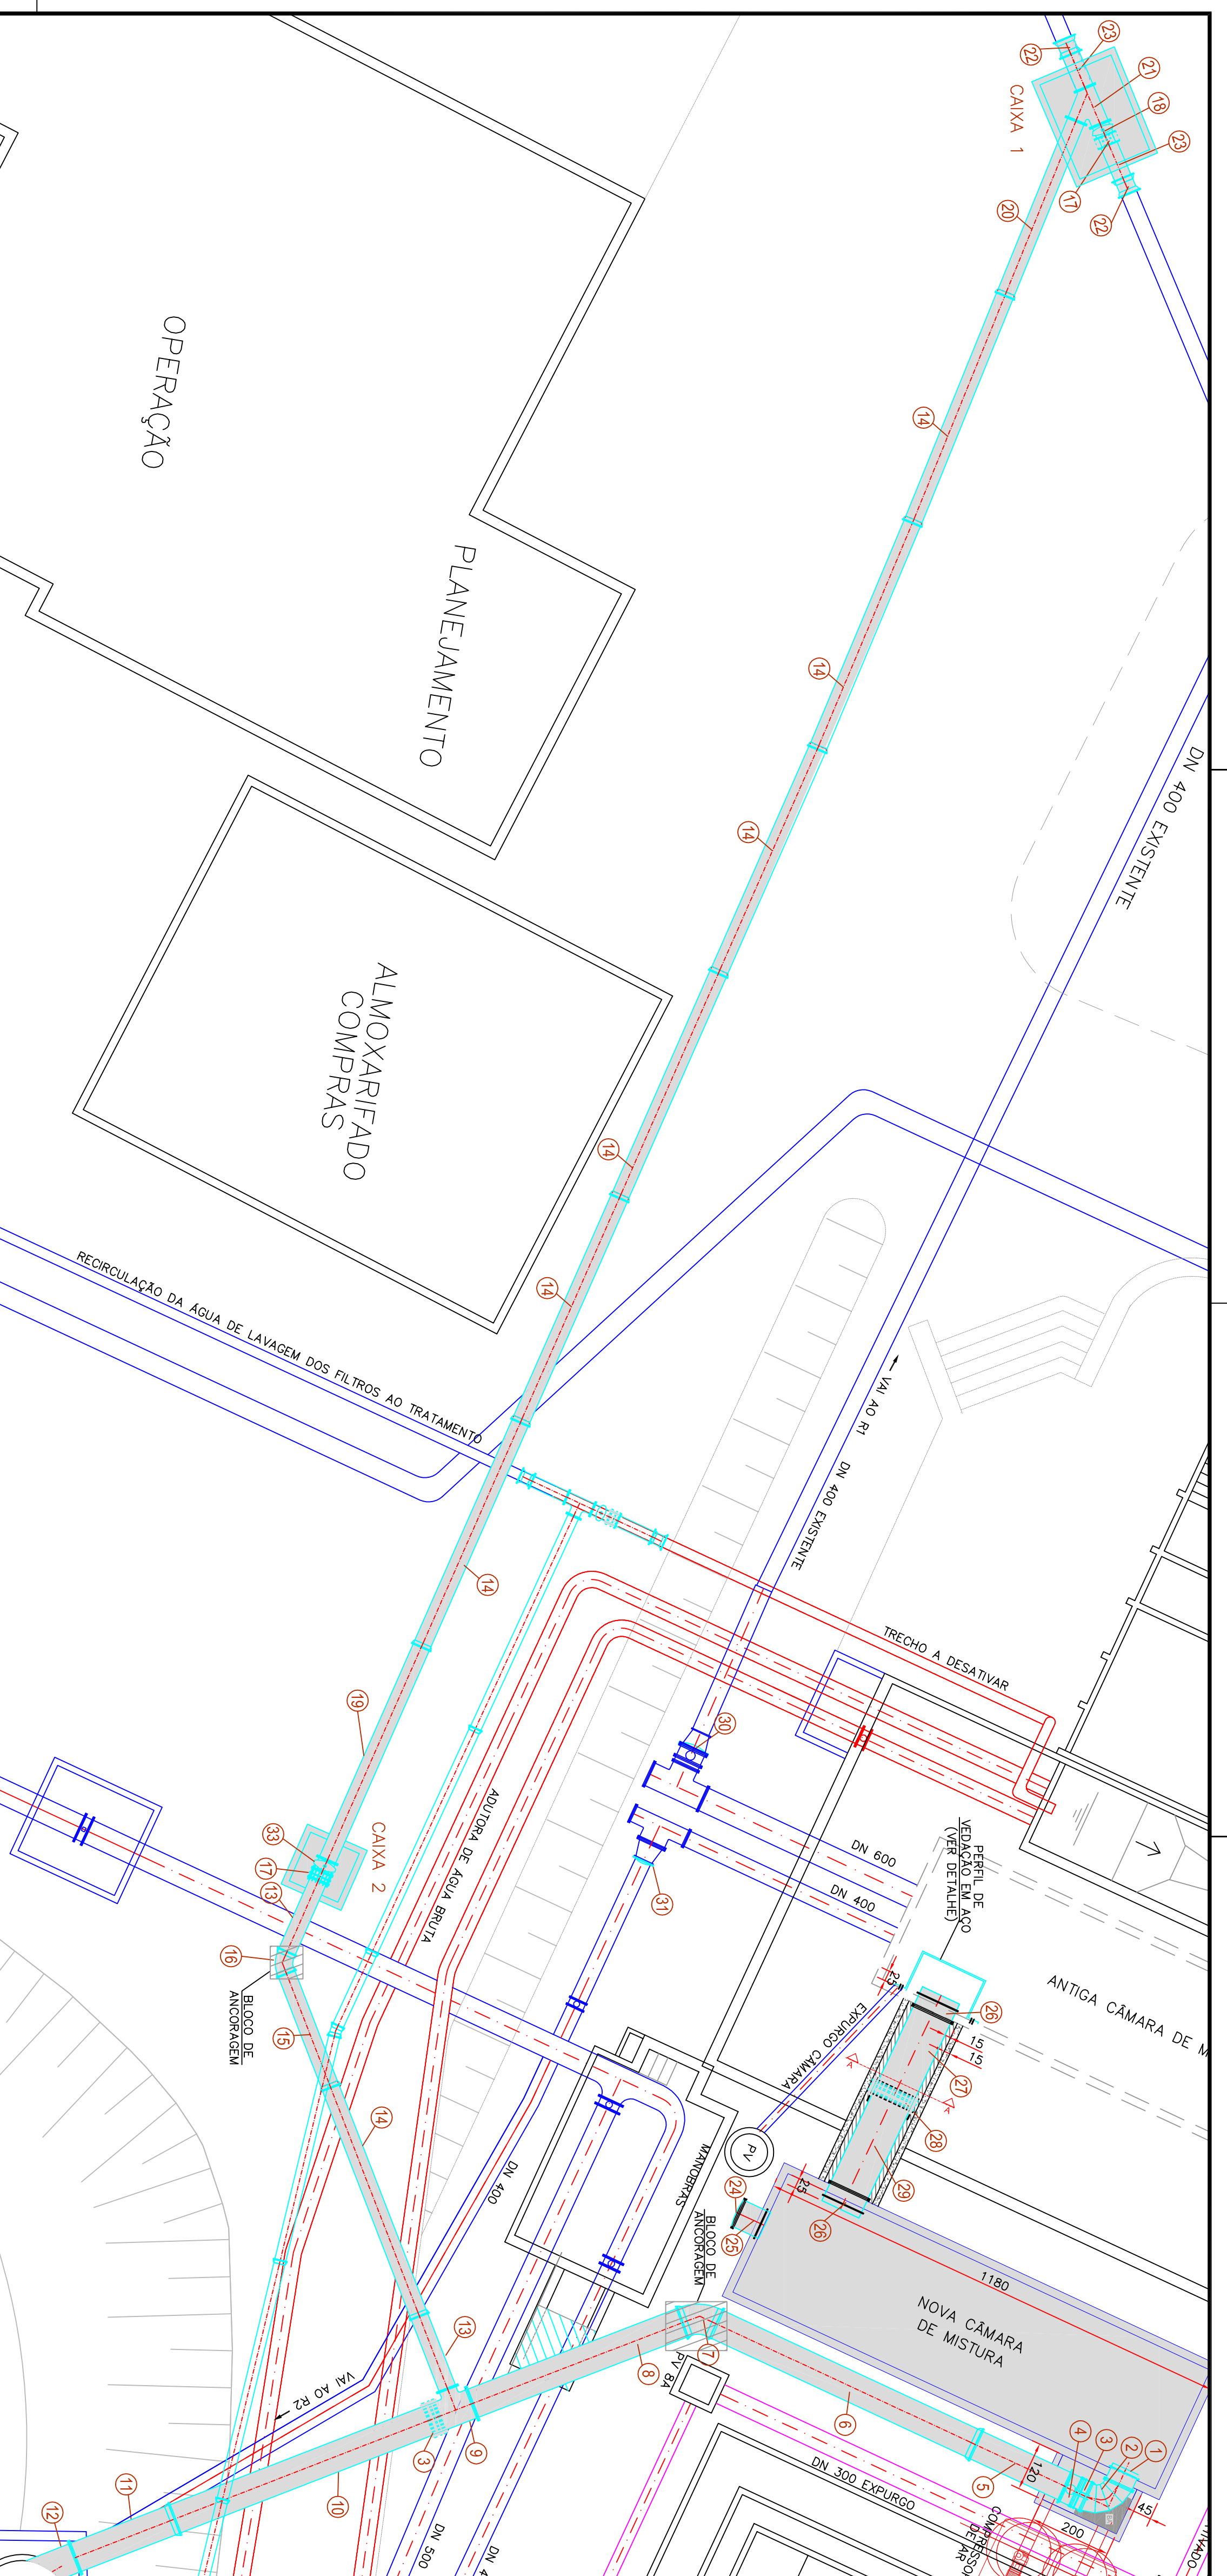 23
22
21
18
23
17
22
20
CAIXA 1
14
14
14
14
14
14
DN 400 EXISTENTE
OPERAÇÃO
PLANEJAMENTO
ALMOXARIFADO
COMPRAS
RECIRCULAÇÃO DA ÁGUA DE LAVAGEM DOS FILTROS AO TRATAMENTO
VAI AO R1
DN 400 EXISTENTE
TRECHO A DESATIVAR
30
31
DN 600
DN 400
19
ADUTORA DE ÁGUA BRUTA
CAIXA 2
33
17
13
16
BLOCO DE
ANCORAGEM
15
14
PERFIL DE
VEDAÇÃO EM AÇO
(VER DETALHE)
ANTIGA CÂMARA DE M
25
26
15
15
27
28
29
26
EXPURGO CÂMARA
PV
25
24
25
MANOBRAS
BLOCO DE
ANCORAGEM
DN 400
1180
NOVA CÂMARA
DE MISTURA
7
8
PV 8A
6
13
9
3
VAI AO R2
10
11
12
5
120
4
3
2
1
45
200
DN 300 EXPURGO
COMPRESSO
DE AR
DN 500
DN 4
TIVADO